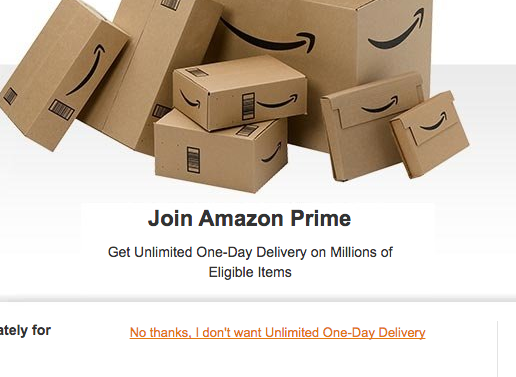 Join Amazon Prime
Get Unlimited One-Day Delivery on Millions of
Eligible Items
ately for
No thanks, I don't want Unlimited One-Day Delivery